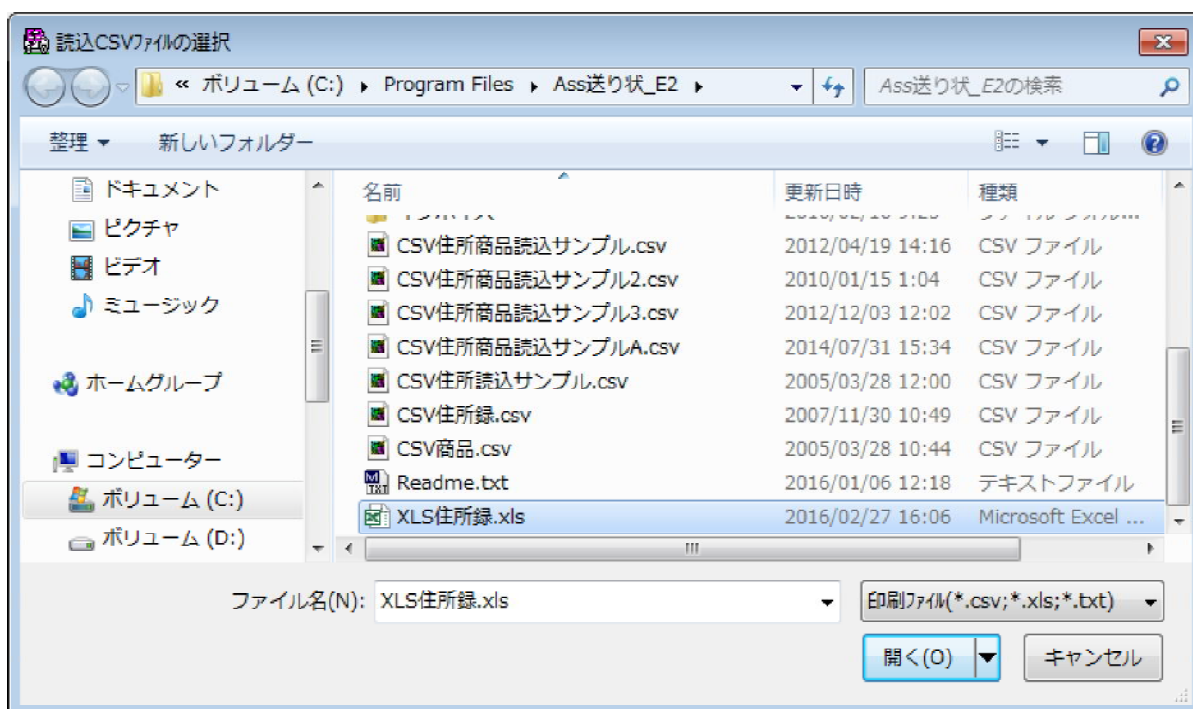 読込CSVﾌｧｲﾙの選択
« ボリューム (C:) ▸ Program Files ▸ Ass送り状_E2 ▸
Ass送り状_E2の検索
整理 ▼ 新しいフォルダー
ドキュメント
ピクチャ
ビデオ
ミュージック
ホームグループ
コンピューター
ボリューム (C:)
ボリューム (D:)
名前 更新日時 種類
CSV住所商品読込サンプル.csv 2012/04/19 14:16 CSV ファイル
CSV住所商品読込サンプル2.csv 2010/01/15 1:04 CSV ファイル
CSV住所商品読込サンプル3.csv 2012/12/03 12:02 CSV ファイル
CSV住所商品読込サンプルA.csv 2014/07/31 15:34 CSV ファイル
CSV住所読込サンプル.csv 2005/03/28 12:00 CSV ファイル
CSV住所録.csv 2007/11/30 10:49 CSV ファイル
CSV商品.csv 2005/03/28 10:44 CSV ファイル
Readme.txt 2016/01/06 12:18 テキストファイル
XLS住所録.xls 2016/02/27 16:06 Microsoft Excel ...
ファイル名(N): XLS住所録.xls 印刷ﾌｧｲﾙ(*.csv;*.xls;*.txt)
開く(O) キャンセル